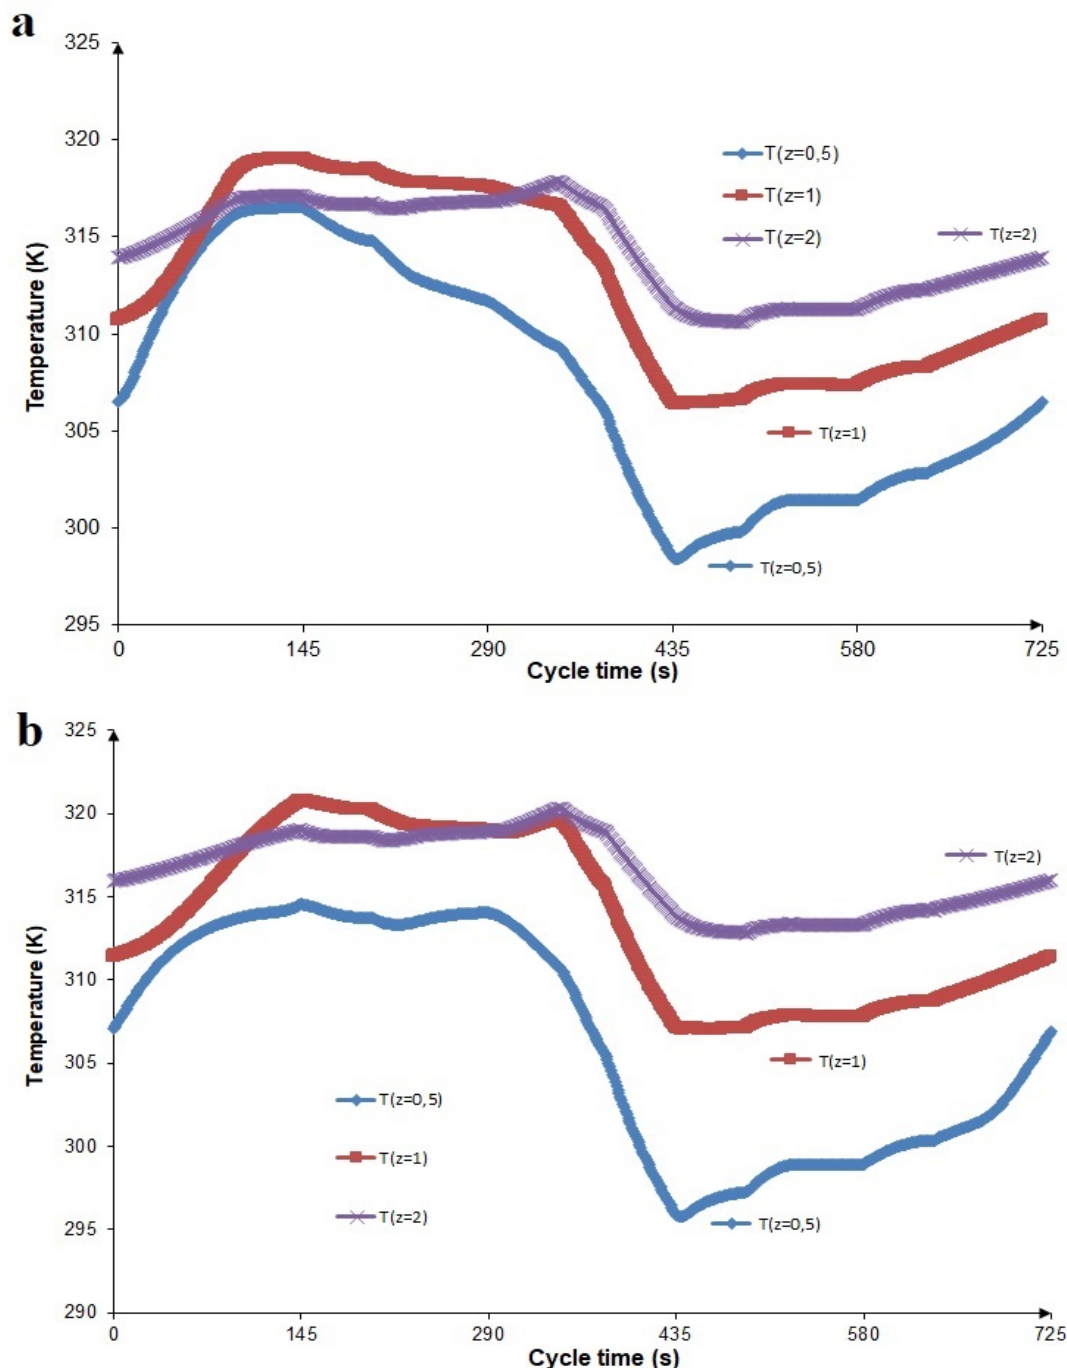 a
325
320
315
310
305
300
295
Temperature (K)
T(z=0,5)
T(z=1)
T(z=2)
T(z=2)
T(z=1)
T(z=0,5)
0 145 290 435 580 725
Cycle time (s)
b
325
320
315
310
305
300
295
290
Temperature (K)
T(z=2)
T(z=1)
T(z=0,5)
T(z=1)
T(z=2)
T(z=0,5)
0 145 290 435 580 725
Cycle time (s)